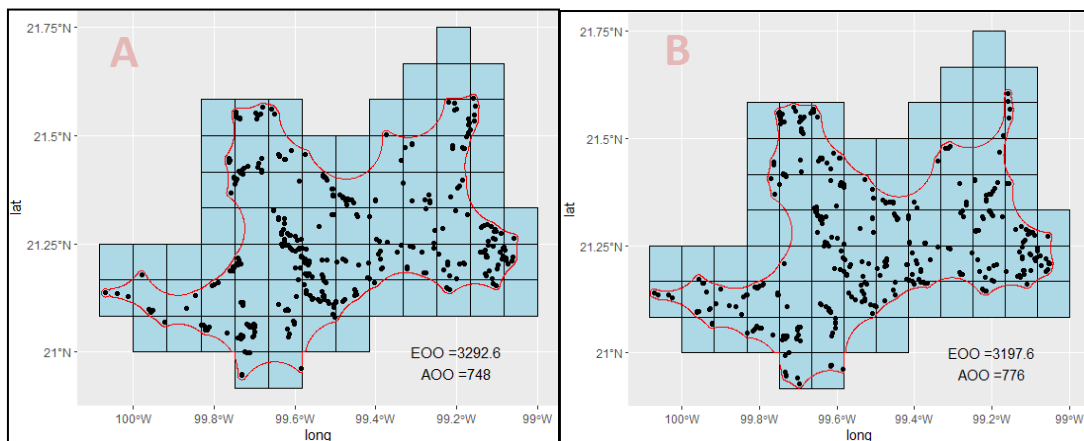 A
21.75°N
21.5°N
21.25°N
21°N
lat
EOO =3292.6
AOO =748
100°W
99.8°W
99.6°W
99.4°W
99.2°W
99°W
long
B
21.75°N
21.5°N
21.25°N
21°N
lat
EOO =3197.6
AOO =776
100°W
99.8°W
99.6°W
99.4°W
99.2°W
99°W
long